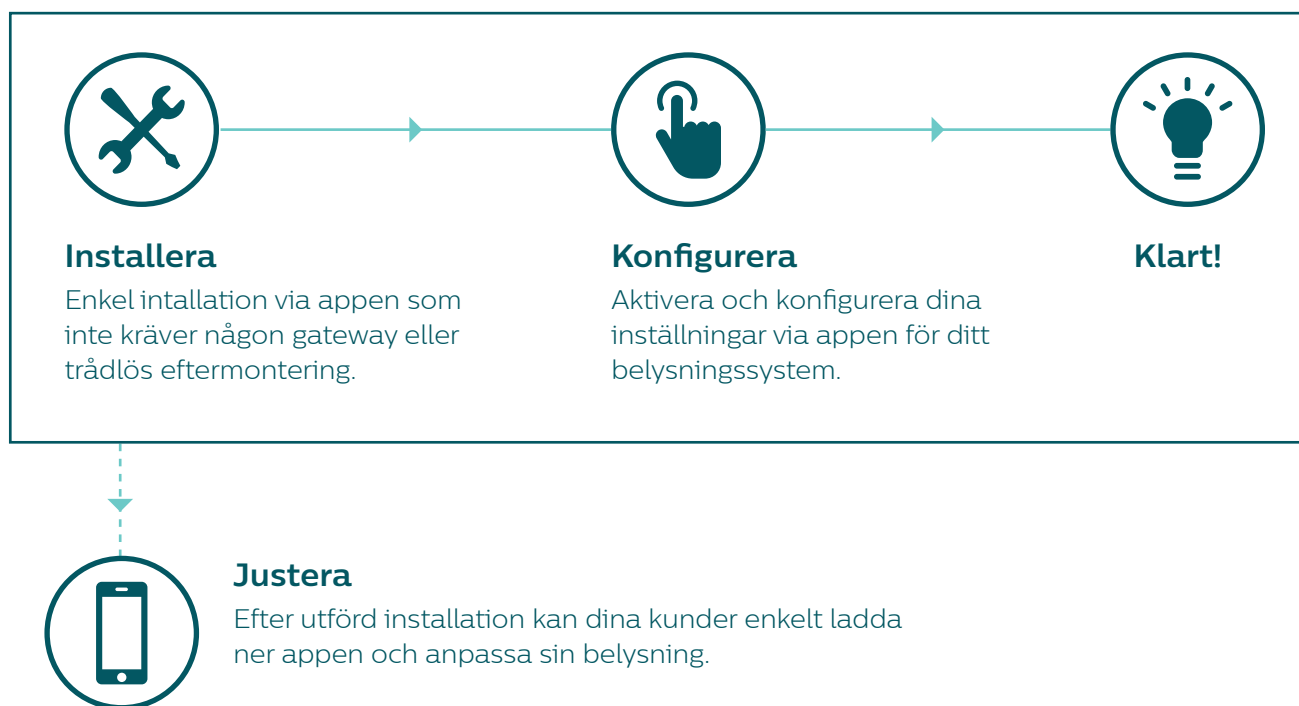 Installera
Enkel intallation via appen som
inte kräver någon gateway eller
trådlös eftermontering.
Konfigurera
Aktivera och konfigurera dina
inställningar via appen för ditt
belysningssystem.
Klart!
Justera
Efter utförd installation kan dina kunder enkelt ladda
ner appen och anpassa sin belysning.